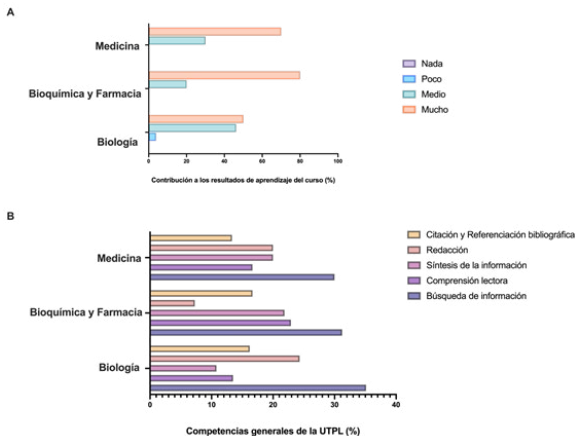 A
Medicina
Bioquímica y Farmacia
Biología
0 20 40 60 80 100
Contribución a los resultados de aprendizaje del curso (%)
Nada
Poco
Medio
Mucho
B
Medicina
Bioquímica y Farmacia
Biología
0 10 20 30 40
Competencias generales de la UTPL (%)
Citación y Referenciación bibliográfica
Redacción
Síntesis de la información
Comprensión lectora
Búsqueda de información